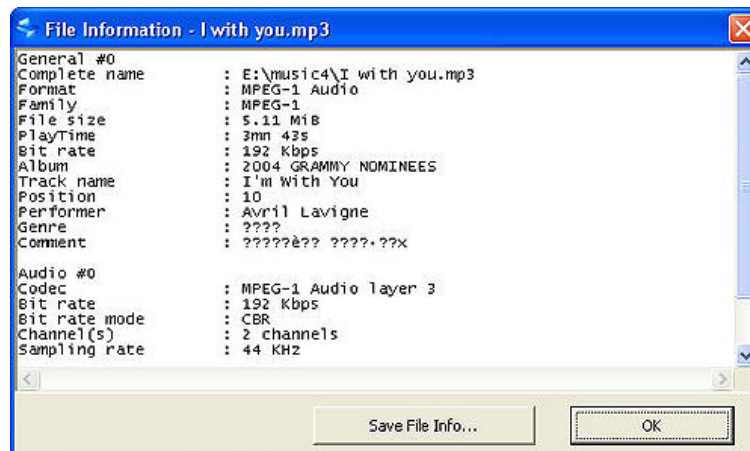 File Information - I with you.mp3
General #0
Complete name : E:\music4\I with you.mp3
Format : MPEG-1 Audio
Family : MPEG-1
File size : 5.11 MiB
PlayTime : 3mn 43s
Bit rate : 192 Kbps
Album : 2004 GRAMMY NOMINEES
Track name : I'm With You
Position : 10
Performer : Avril Lavigne
Genre : ????
Comment : ?????è?? ????·??x
Audio #0
Codec : MPEG-1 Audio layer 3
Bit rate : 192 Kbps
Bit rate mode : CBR
Channel(s) : 2 channels
Sampling rate : 44 KHz
Save File Info... OK